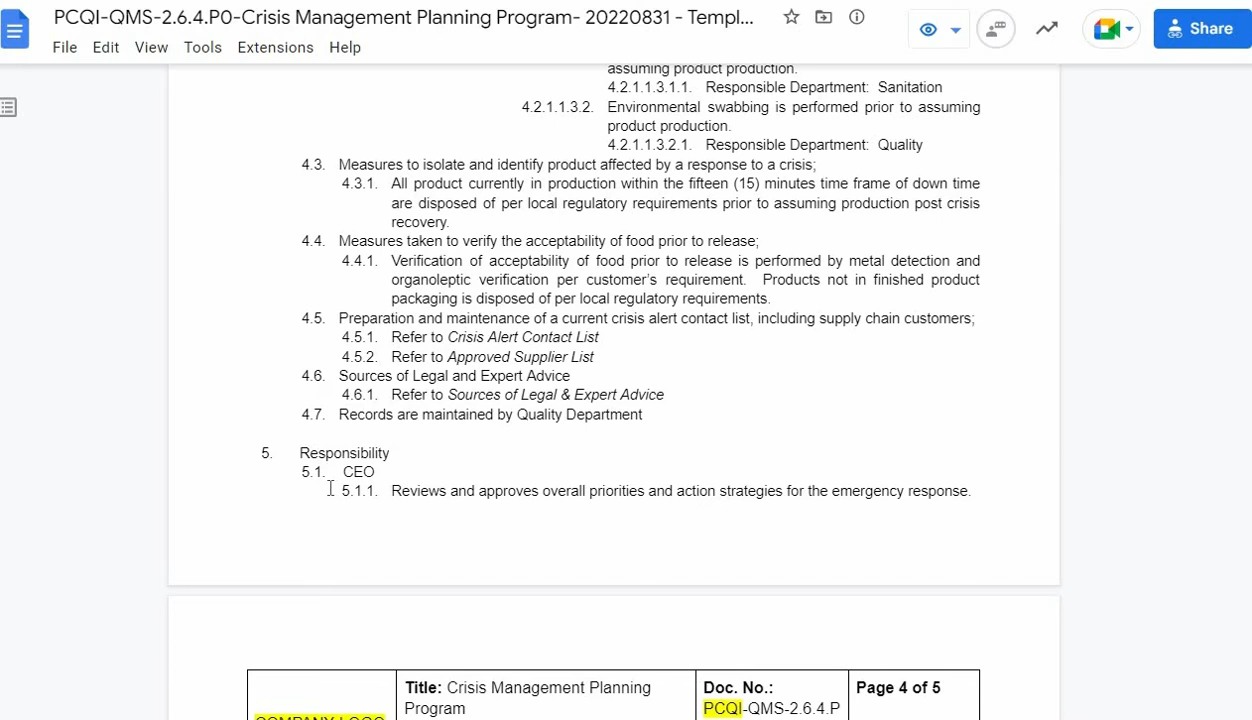 PCQI-QMS-2.6.4.P0-Crisis Management Planning Program- 20220831 - Templ...
Share
File Edit View Tools Extensions Help
assuming product production.
4.2.1.1.3.1.1. Responsible Department: Sanitation
4.2.1.1.3.2. Environmental swabbing is performed prior to assuming
product production.
4.2.1.1.3.2.1. Responsible Department: Quality
4.3. Measures to isolate and identify product affected by a response to a crisis;
4.3.1. All product currently in production within the fifteen (15) minutes time frame of down time
are disposed of per local regulatory requirements prior to assuming production post crisis
recovery.
4.4. Measures taken to verify the acceptability of food prior to release;
4.4.1. Verification of acceptability of food prior to release is performed by metal detection and
organoleptic verification per customer's requirement. Products not in finished product
packaging is disposed of per local regulatory requirements.
4.5. Preparation and maintenance of a current crisis alert contact list, including supply chain customers;
4.5.1. Refer to Crisis Alert Contact List
4.5.2. Refer to Approved Supplier List
4.6. Sources of Legal and Expert Advice
4.6.1. Refer to Sources of Legal & Expert Advice
4.7. Records are maintained by Quality Department
5. Responsibility
5.1. CEO
5.1.1. Reviews and approves overall priorities and action strategies for the emergency response.
Title: Crisis Management Planning
Program
Doc. No.:
PCQI-QMS-2.6.4.P
Page 4 of 5
COMPANY LOGO